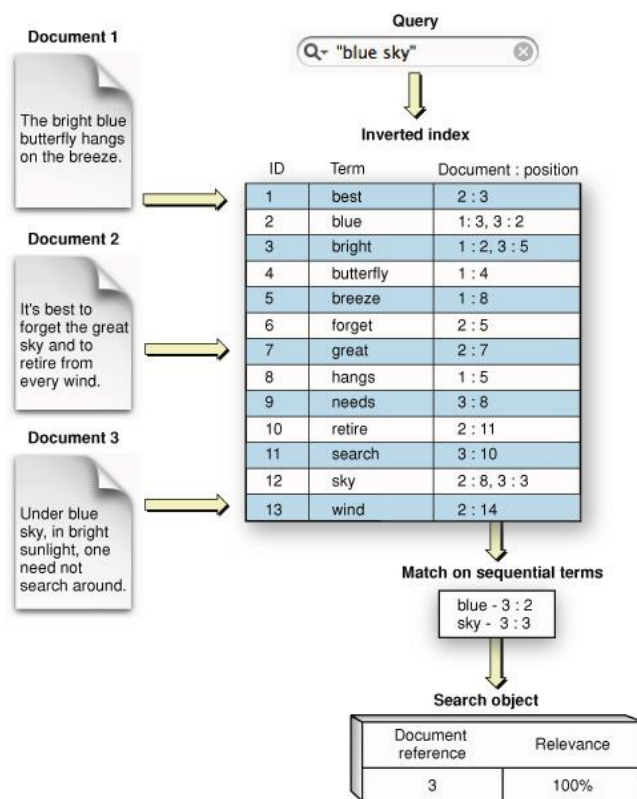 Document 1
The bright blue
butterfly hangs
on the breeze.
Document 2
It's best to
forget the great
sky and to
retire from
every wind.
Document 3
Under blue
sky, in bright
sunlight, one
need not
search around.
Query
"blue sky"
Inverted index
ID Term Document : position
1 best 2 : 3
2 blue 1: 3, 3 : 2
3 bright 1 : 2, 3 : 5
4 butterfly 1 : 4
5 breeze 1 : 8
6 forget 2 : 5
7 great 2 : 7
8 hangs 1 : 5
9 needs 3 : 8
10 retire 2 : 11
11 search 3 : 10
12 sky 2 : 8, 3 : 3
13 wind 2 : 14
Match on sequential terms
blue - 3 : 2
sky - 3 : 3
Search object
Document
reference
Relevance
3 100%